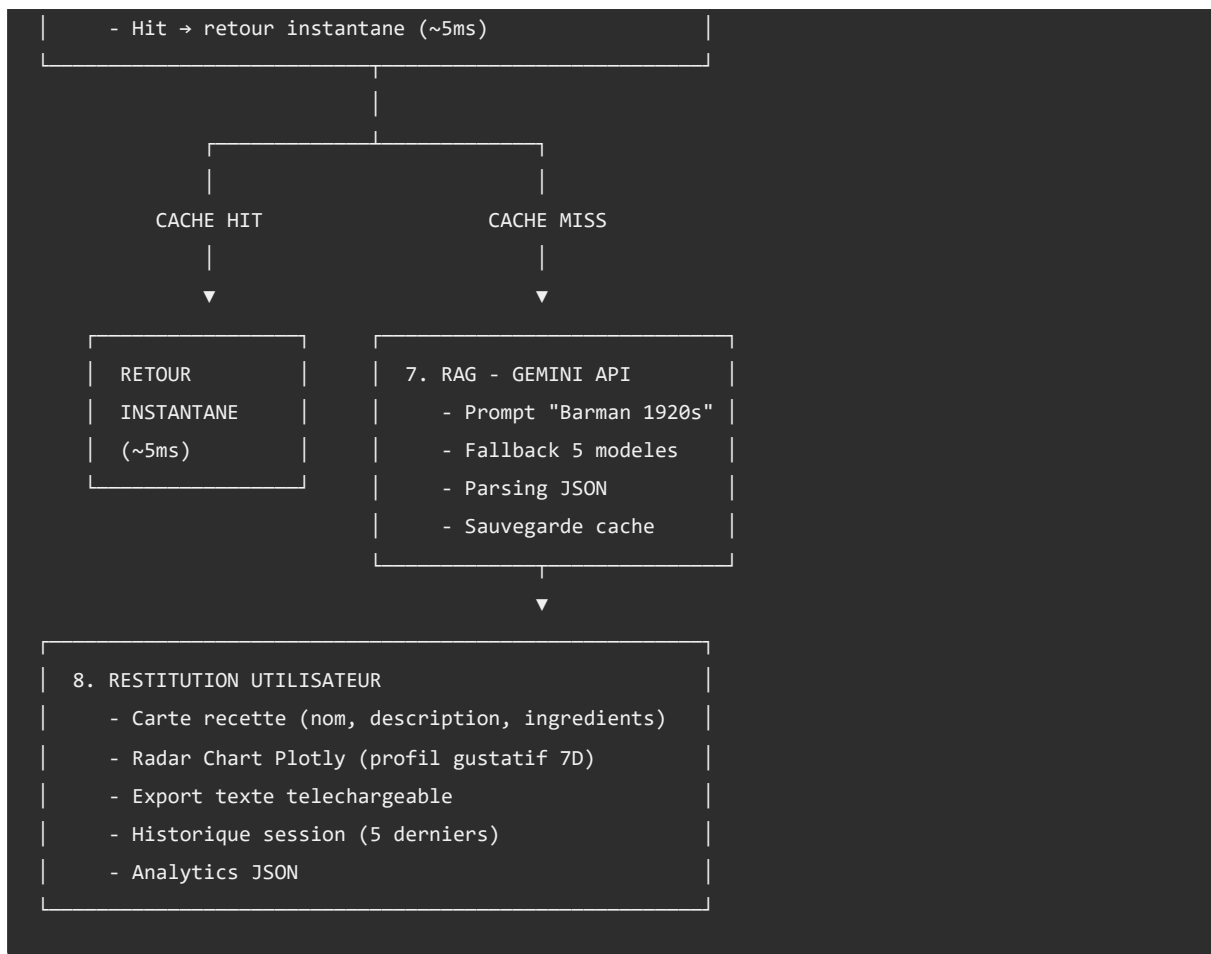 - Hit → retour instantane (~5ms)
CACHE HIT CACHE MISS
RETOUR
INSTANTANE
(~5ms)
7. RAG - GEMINI API
- Prompt "Barman 1920s"
- Fallback 5 modeles
- Parsing JSON
- Sauvegarde cache
8. RESTITUTION UTILISATEUR
- Carte recette (nom, description, ingredients)
- Radar Chart Plotly (profil gustatif 7D)
- Export texte telechargeable
- Historique session (5 derniers)
- Analytics JSON